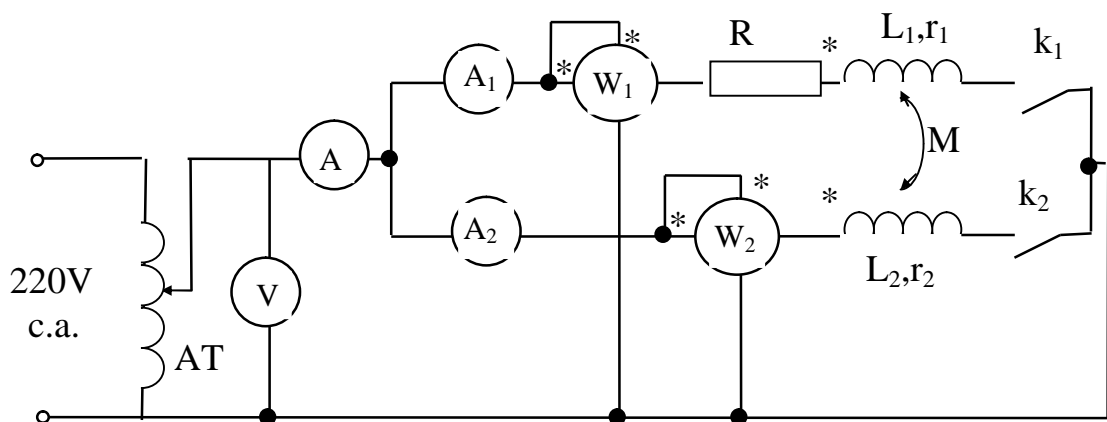 L₁,r₁
k₁
R
*
*
*
A₁
*
W₁
M
A
*
*
k₂
A₂
*
W₂
L₂,r₂
220V
c.a.
V
AT